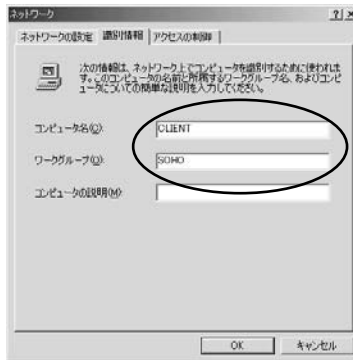 ネットワーク
ネットワークの設定 識別情報 アクセスの制御
次の情報は、ネットワーク上でコンピュータを識別するために使われま
す。このコンピュータの名前と所属するワークグループ名、およびコンピ
ュータについての簡単な説明を入力してください。
コンピュータ名(C):
CLIENT
ワークグループ(O):
SOHO
コンピュータの説明(M):
OK キャンセル